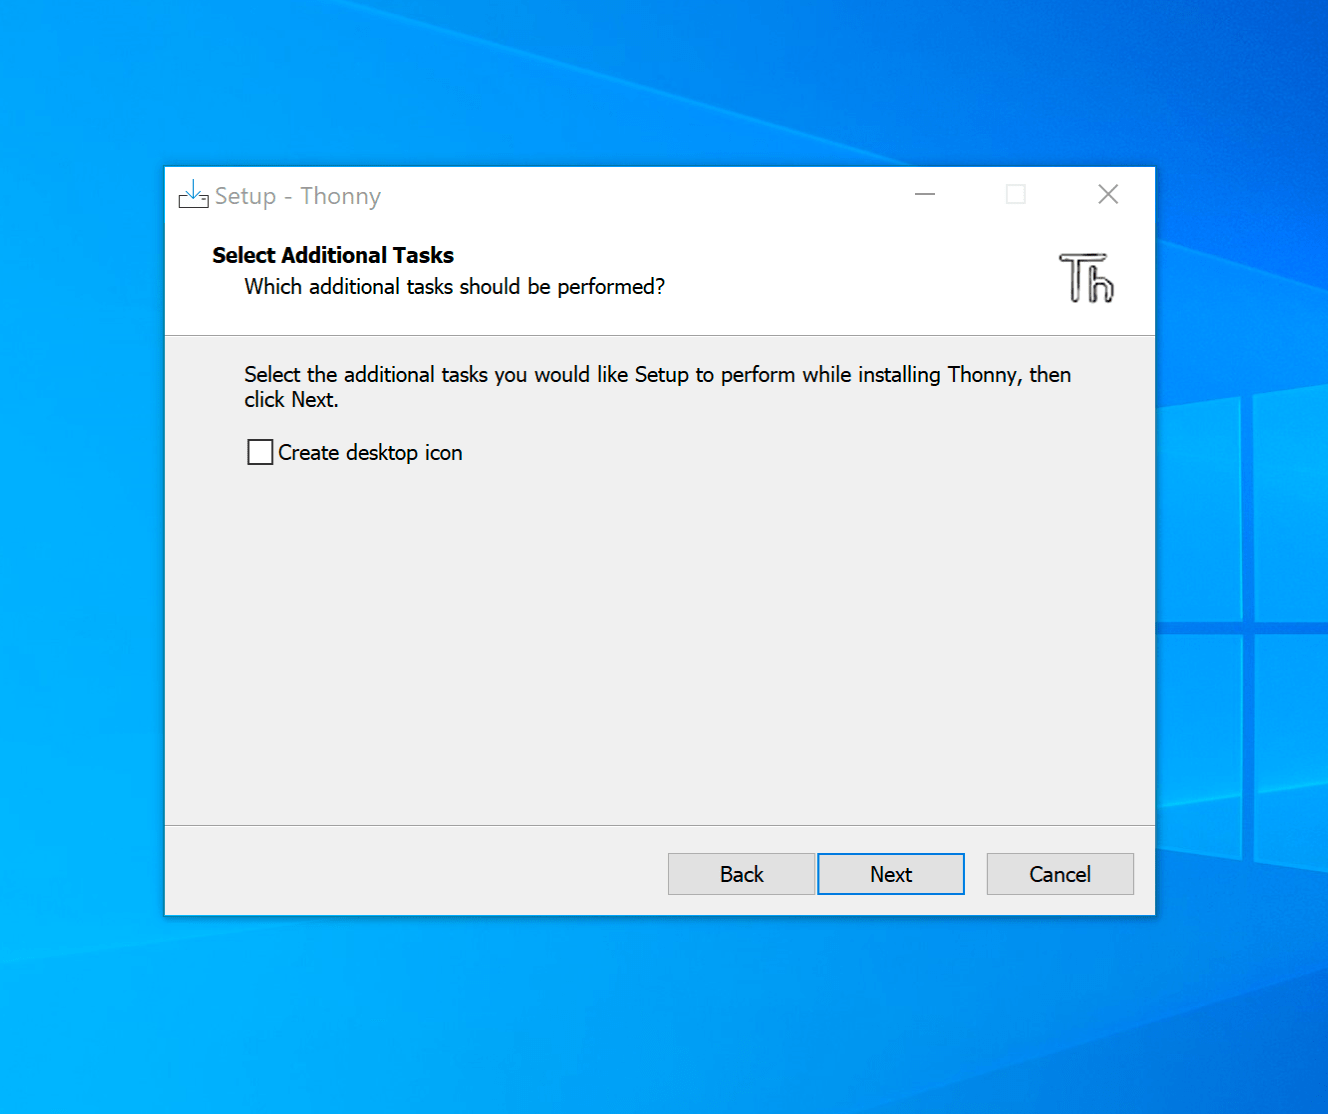 Setup - Thonny
Select Additional Tasks
Which additional tasks should be performed?
Th
Select the additional tasks you would like Setup to perform while installing Thonny, then
click Next.
Create desktop icon
Back
Next
Cancel